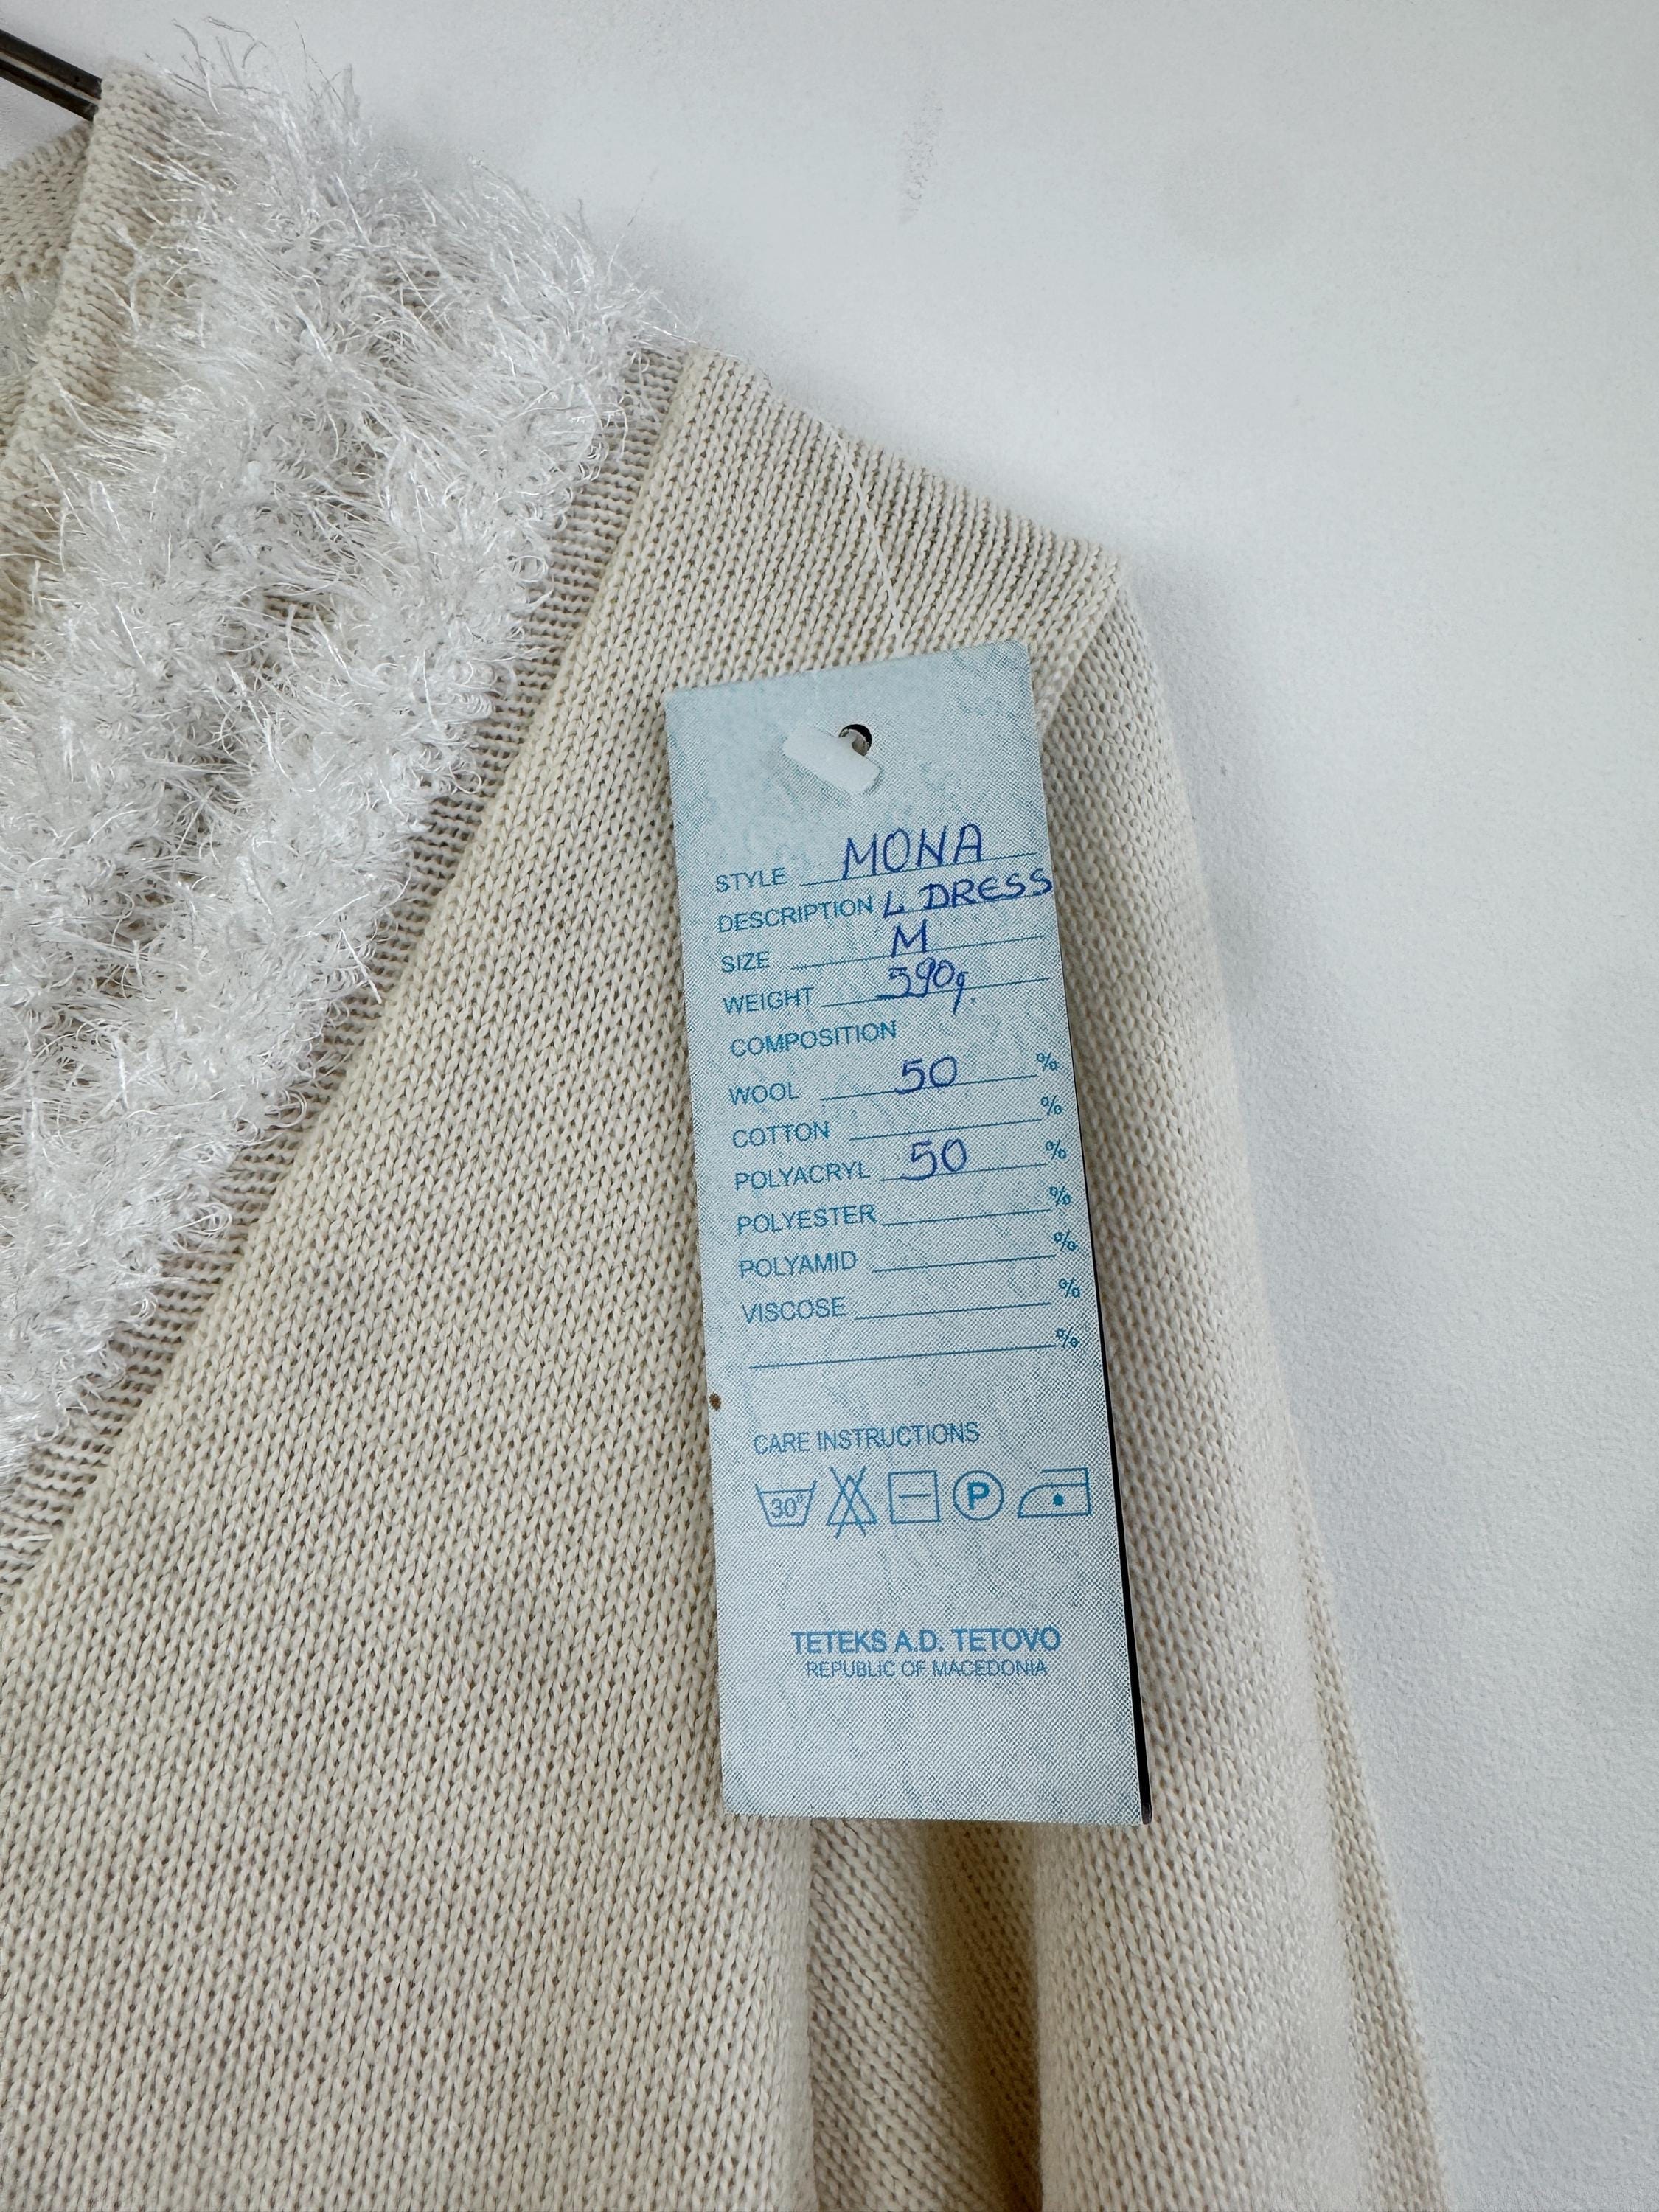 STYLE MONA
DESCRIPTION L DRESS
SIZE M
WEIGHT 590g.
COMPOSITION
WOOL 50 %
COTTON %
POLYACRYL 50 %
POLYESTER %
POLYAMID %
VISCOSE %
%
CARE INSTRUCTIONS
30° P
TETEKS A.D. TETOVO
REPUBLIC OF MACEDONIA